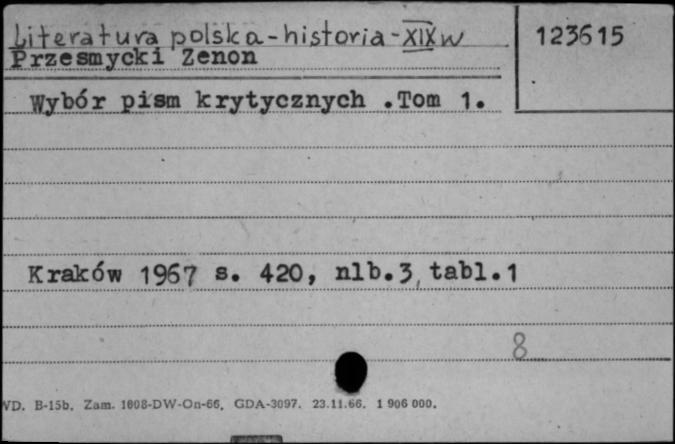 Literatura polska - historia - XIX w
123615
Przesmycki Zenon
Wybór pism krytycznych .Tom 1.
Kraków 1967 s. 420, nlb.3, tabl.1
8
WD. B-15b. Zam. 1608-DW-On-66. GDA-3097. 23.11.66. 1 906 000.